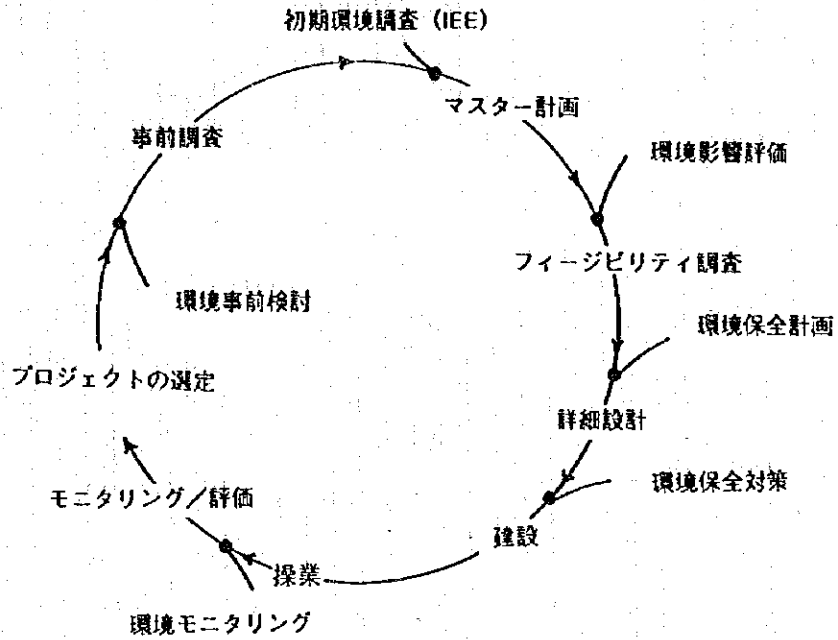 初期環境調査 (IEE)
マスター計画
事前調査
環境影響評価
フィージビリティ調査
環境事前検討
環境保全計画
プロジェクトの選定
詳細設計
環境保全対策
モニタリング/評価
建設
操業
環境モニタリング